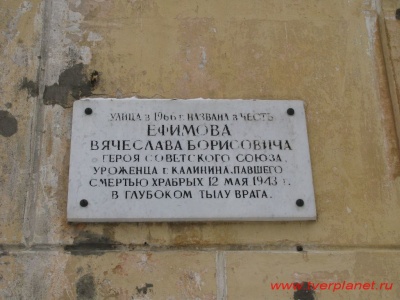 УЛИЦА В 1966 г. НАЗВАНА В ЧЕСТЬ
ЕФИМОВА
ВЯЧЕСЛАВА БОРИСОВИЧА
ГЕРОЯ СОВЕТСКОГО СОЮЗА,
УРОЖЕНЦА г. КАЛИНИНА, ПАВШЕГО
СМЕРТЬЮ ХРАБРЫХ 12 МАЯ 1943 г.
В ГЛУБОКОМ ТЫЛУ ВРАГА.
www.tverplanet.ru